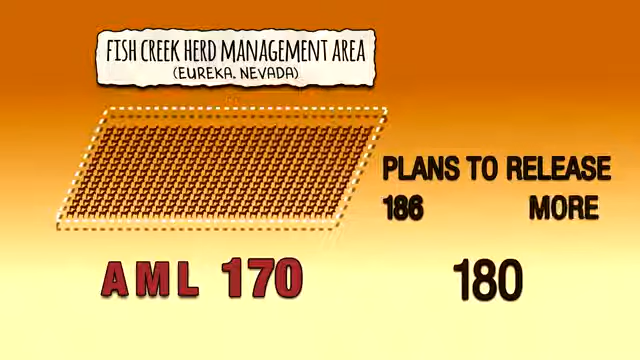 FISH CREEK HERD MANAGEMENT AREA
(EUREKA, NEVADA)
PLANS TO RELEASE
186 MORE
AML 170
180